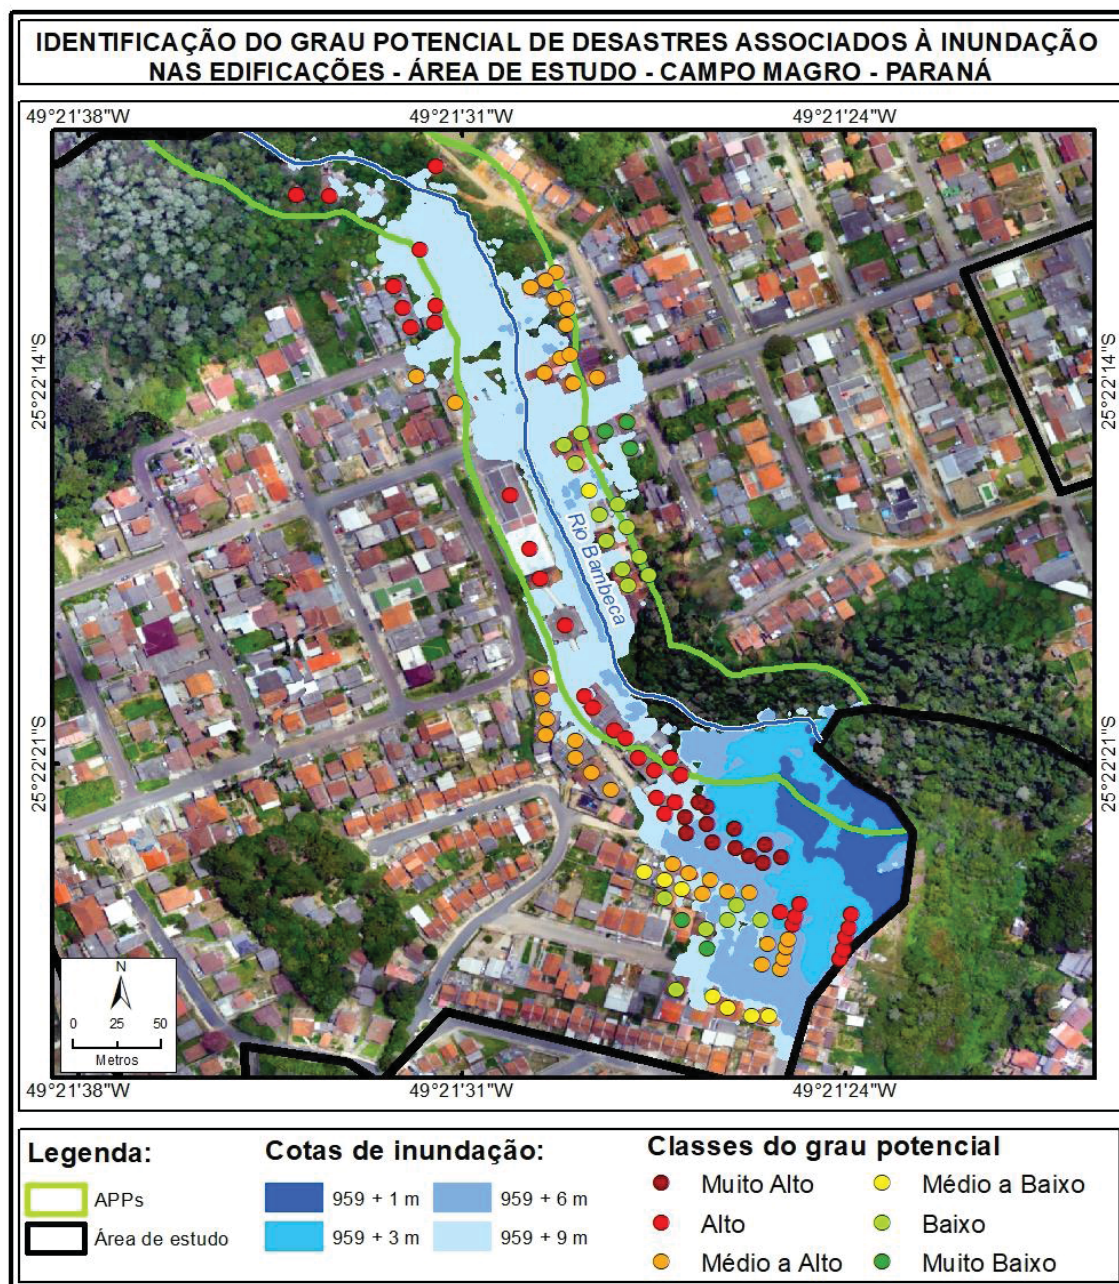 IDENTIFICAÇÃO DO GRAU POTENCIAL DE DESASTRES ASSOCIADOS À INUNDAÇÃO
NAS EDIFICAÇÕES - ÁREA DE ESTUDO - CAMPO MAGRO - PARANÁ
49°21'38"W
49°21'31"W
49°21'24"W
25°22'14"S
25°22'14"S
Rio Bambeca
25°22'21"S
25°22'21"S
N
0 25 50
Metros
49°21'38"W
49°21'31"W
49°21'24"W
Legenda:
APPs
Área de estudo
Cotas de inundação:
959 + 1 m
959 + 6 m
959 + 3 m
959 + 9 m
Classes do grau potencial
Muito Alto
Médio a Baixo
Alto
Baixo
Médio a Alto
Muito Baixo